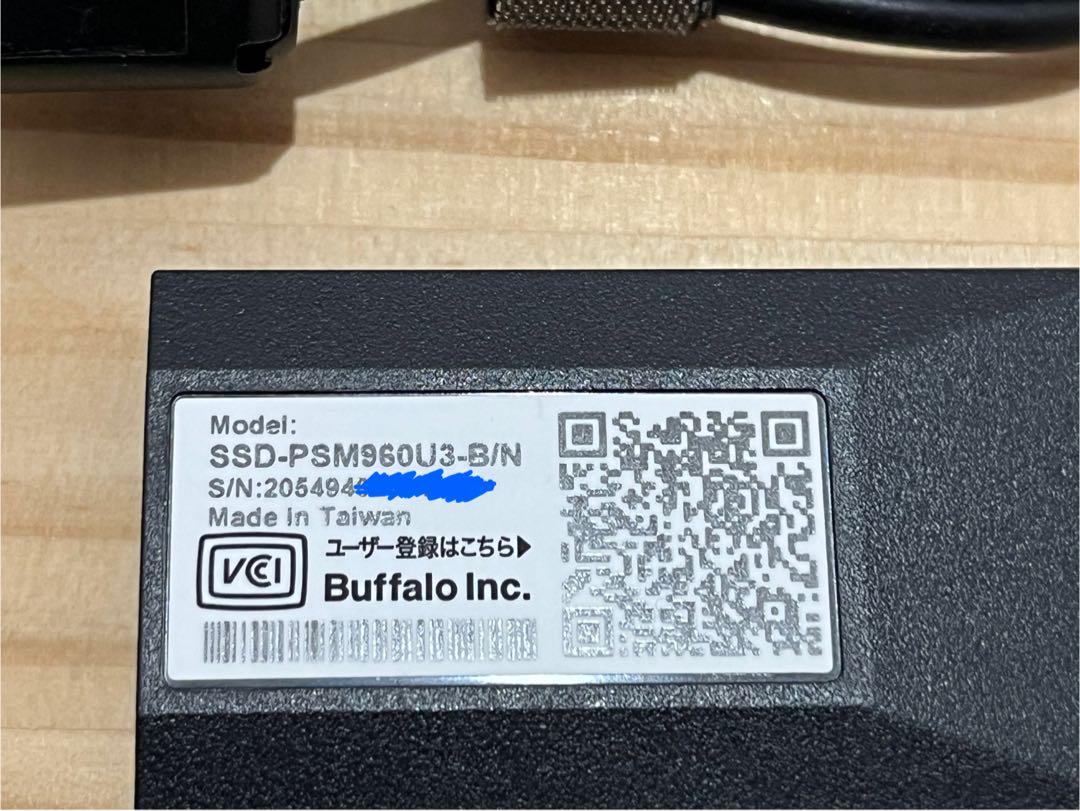 Model:
SSD-PSM960U3-B/N
S/N:205494
Made in Taiwan
VCCI
ユーザー登録はこちら▶
Buffalo Inc.